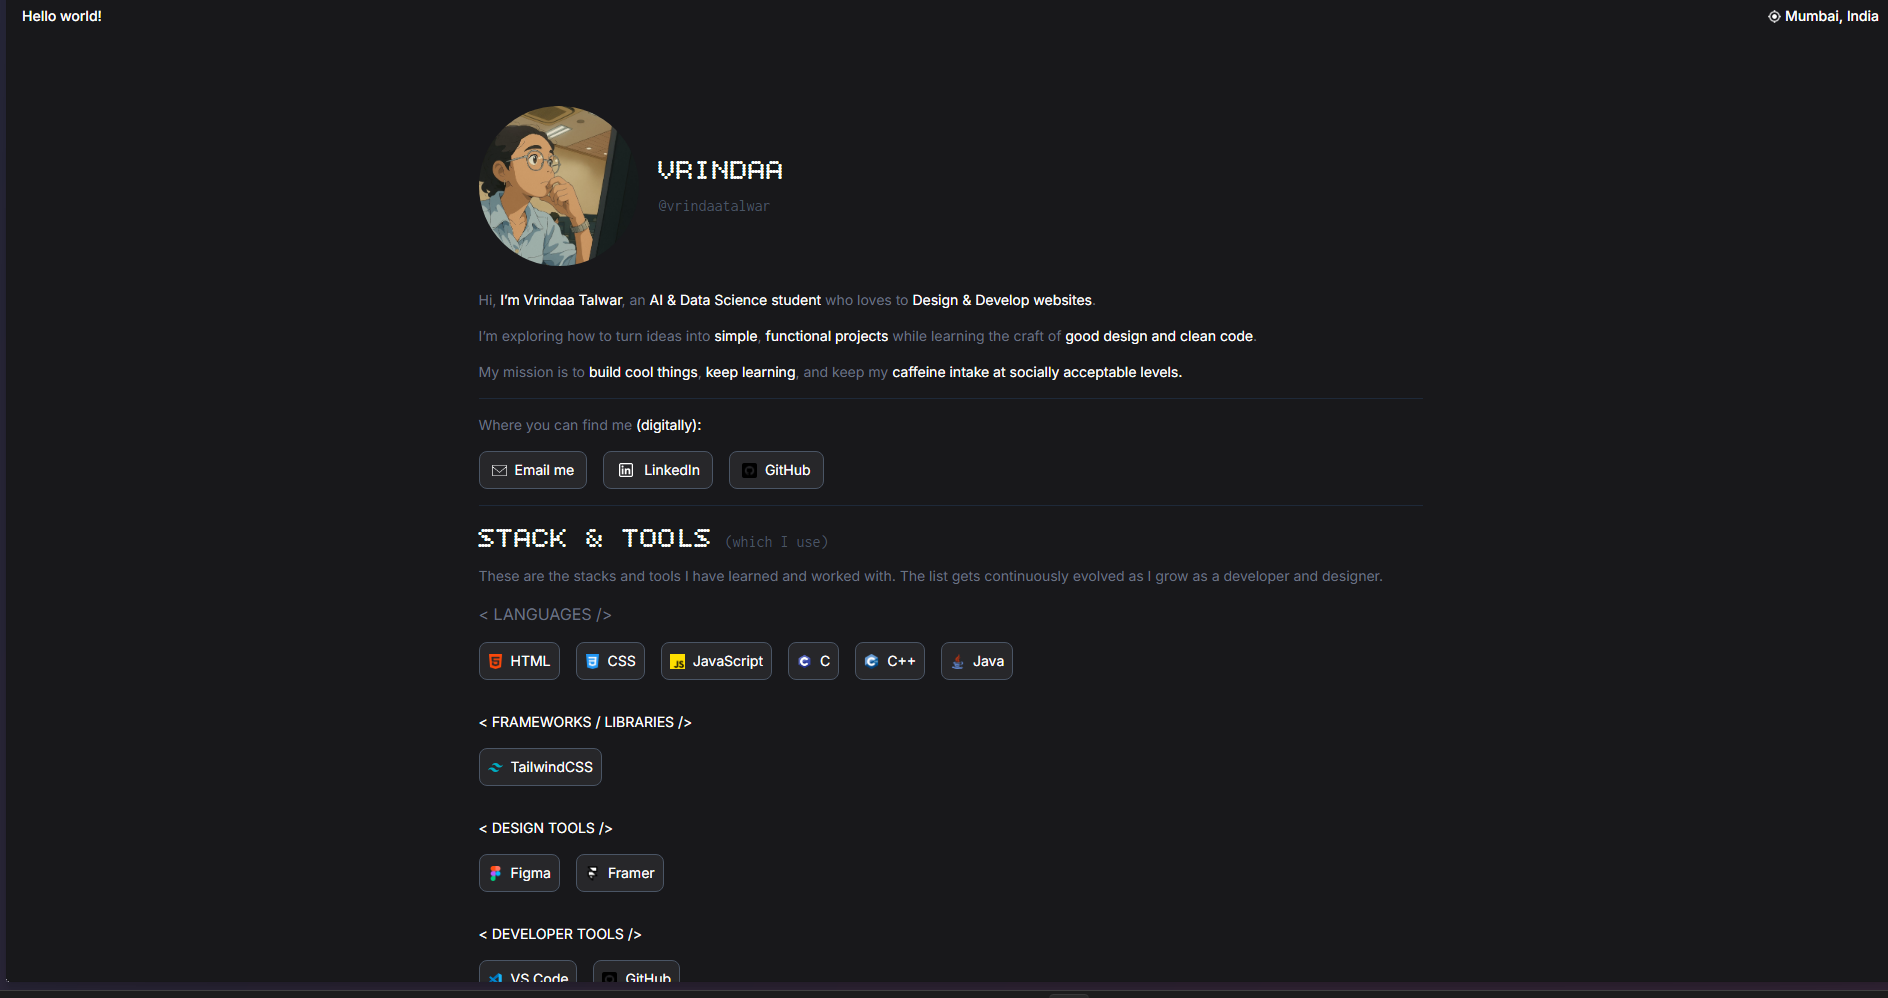 Hello world!
Mumbai, India
VRINDAA
@vrindaatalwar
Hi, I'm Vrindaa Talwar, an AI & Data Science student who loves to Design & Develop websites.
I'm exploring how to turn ideas into simple, functional projects while learning the craft of good design and clean code.
My mission is to build cool things, keep learning, and keep my caffeine intake at socially acceptable levels.
Where you can find me (digitally):
Email me LinkedIn GitHub
STACK & TOOLS (which I use)
These are the stacks and tools I have learned and worked with. The list gets continuously evolved as I grow as a developer and designer.
< LANGUAGES />
HTML CSS JavaScript C C++ Java
< FRAMEWORKS / LIBRARIES />
TailwindCSS
< DESIGN TOOLS />
Figma Framer
< DEVELOPER TOOLS />
VS Code GitHub